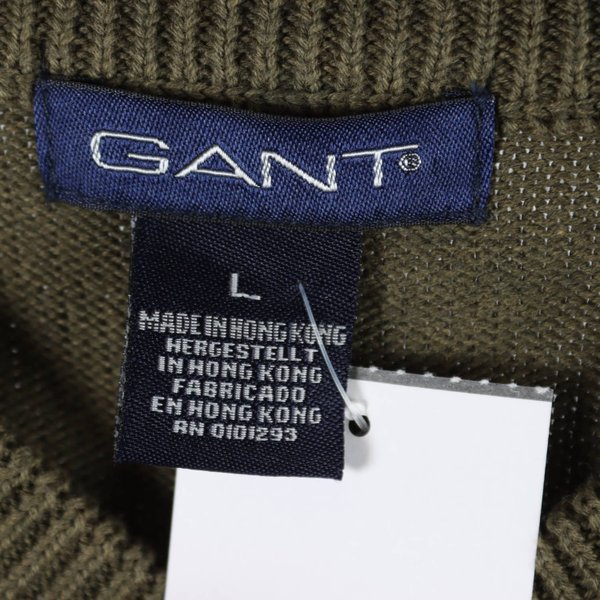 GANT®
L
MADE IN HONG KONG
HERGESTELLT
IN HONG KONG
FABRICADO
EN HONG KONG
RN 0101293